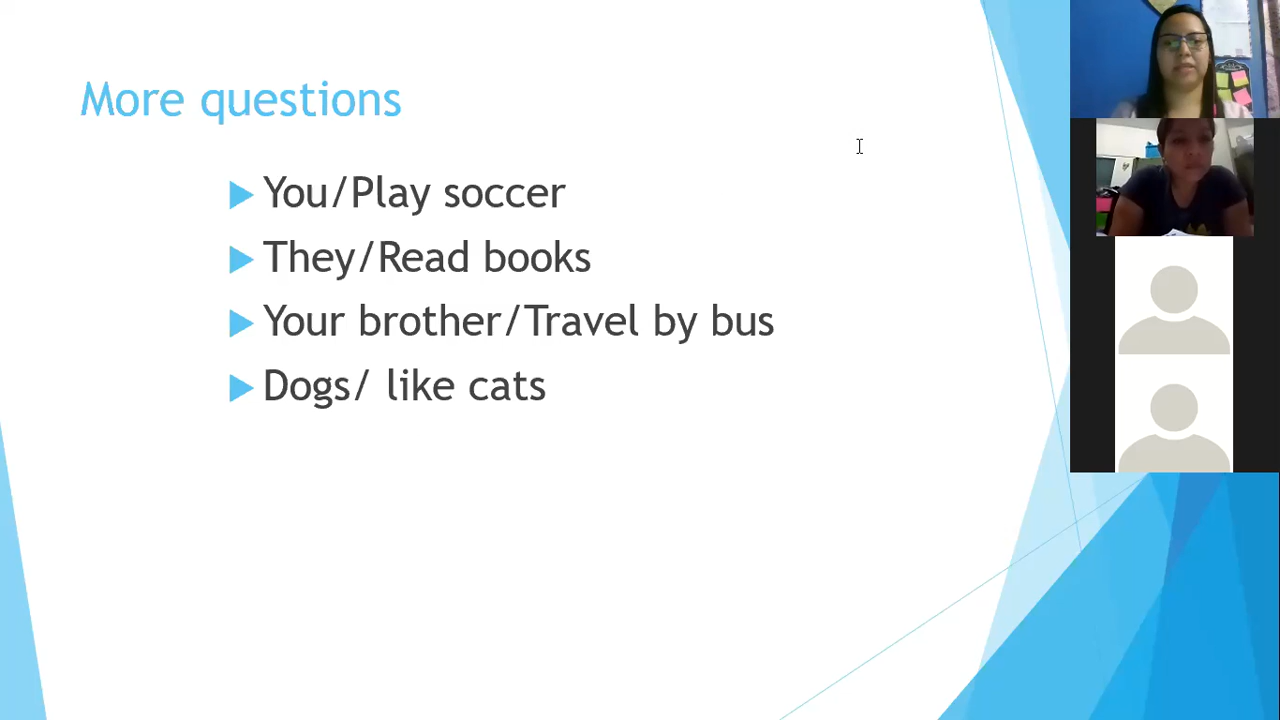 More questions
You/Play soccer
They/Read books
Your brother/Travel by bus
Dogs/ like cats